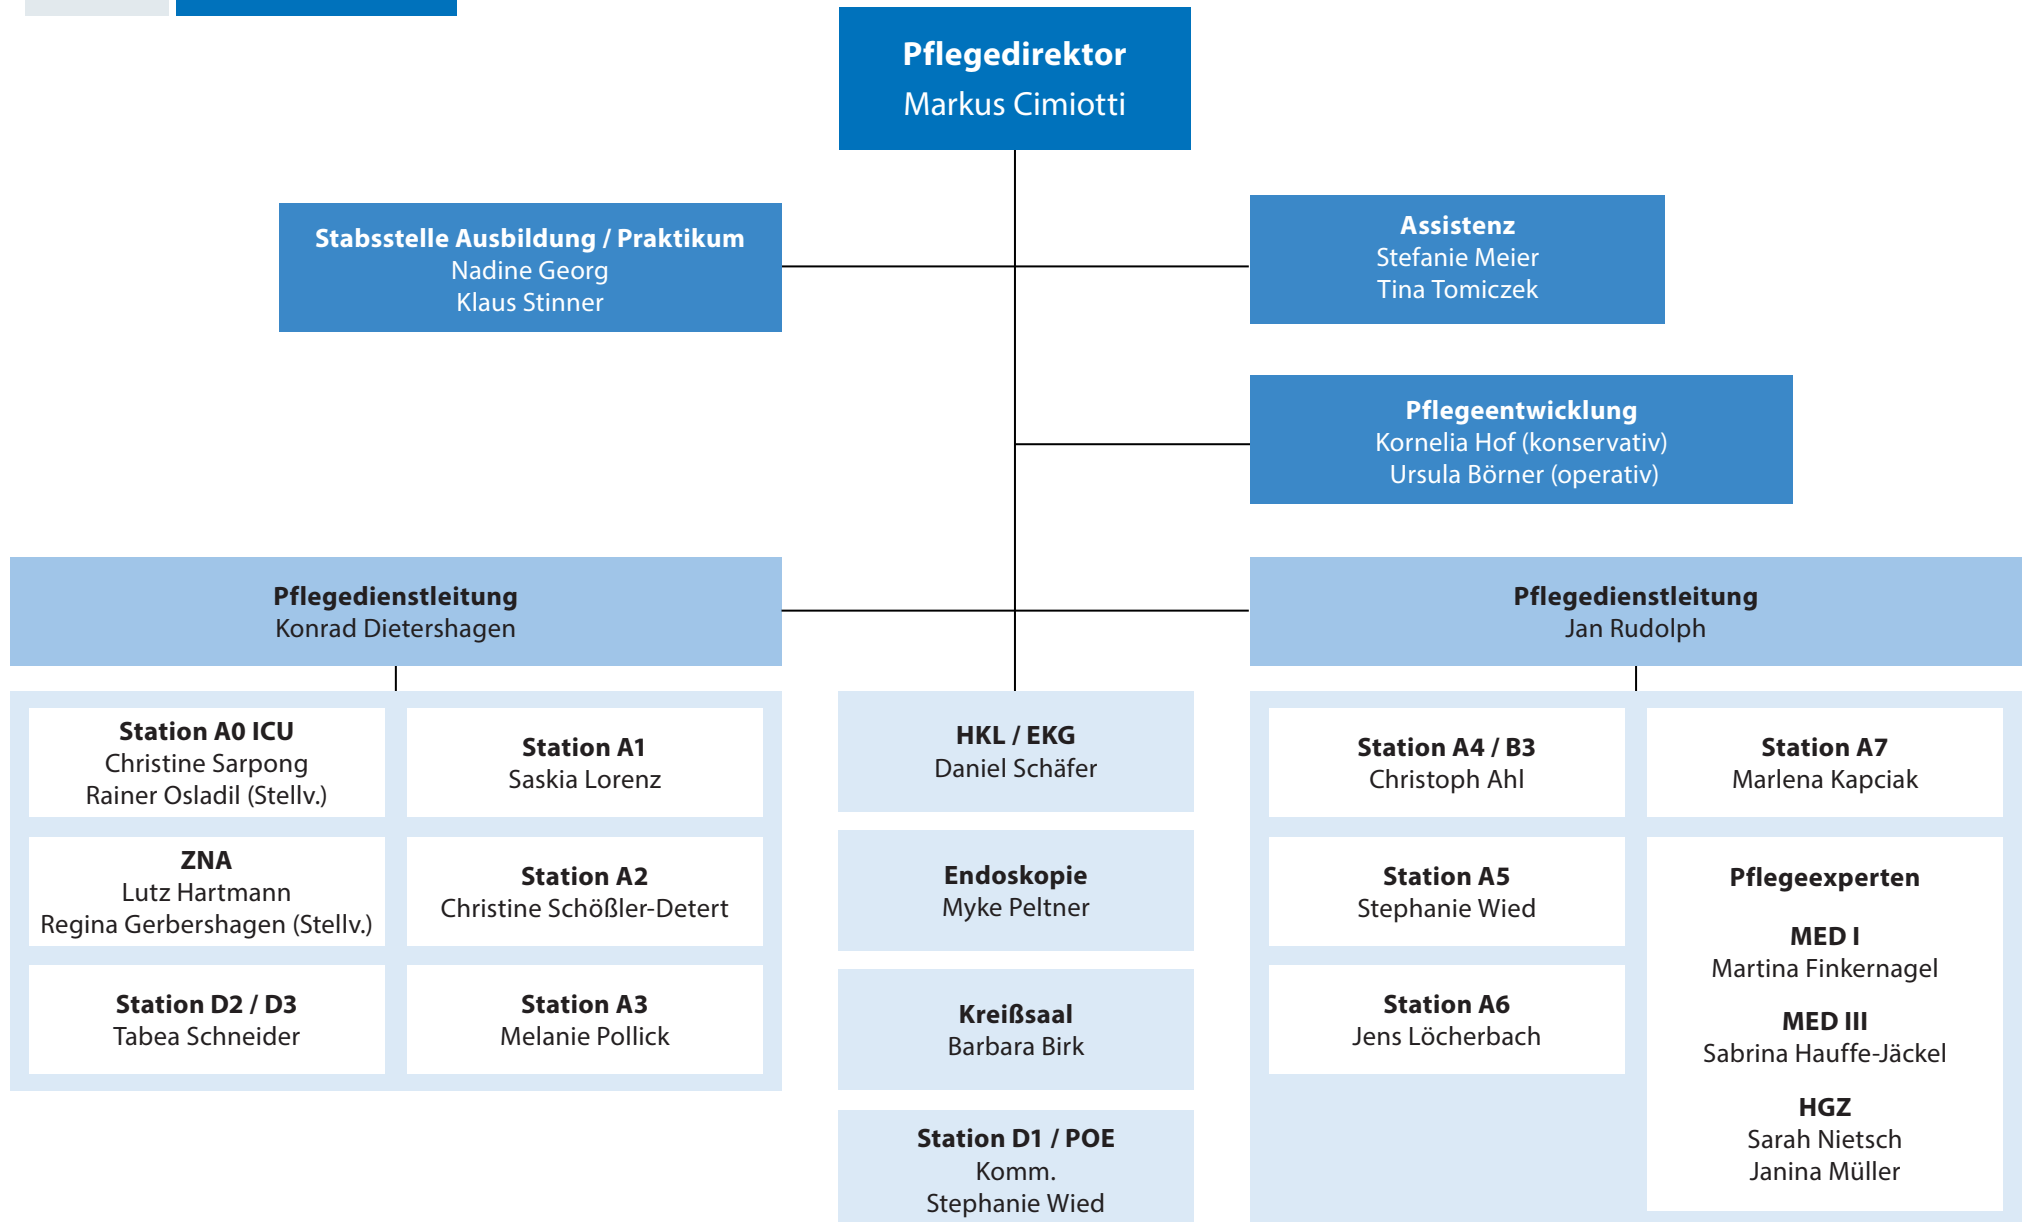 Pflegedirektor
Markus Cimiotti
Stabsstelle Ausbildung / Praktikum
Nadine Georg
Klaus Stinner
Assistenz
Stefanie Meier
Tina Tomiczek
Pflegeentwicklung
Kornelia Hof (konservativ)
Ursula Börner (operativ)
Pflegedienstleitung
Konrad Dietershagen
Pflegedienstleitung
Jan Rudolph
Station A0 ICU
Christine Sarpong
Rainer Osladil (Stellv.)
Station A1
Saskia Lorenz
ZNA
Lutz Hartmann
Regina Gerbershagen (Stellv.)
Station A2
Christine Schößler-Detert
Station D2 / D3
Tabea Schneider
Station A3
Melanie Pollick
HKL / EKG
Daniel Schäfer
Endoskopie
Myke Peltner
Kreißsaal
Barbara Birk
Station D1 / POE
Komm.
Stephanie Wied
Station A4 / B3
Christoph Ahl
Station A7
Marlena Kapciak
Station A5
Stephanie Wied
Station A6
Jens Löcherbach
Pflegeexperten
MED I
Martina Finkernagel
MED III
Sabrina Hauffe-Jäckel
HGZ
Sarah Nietsch
Janina Müller